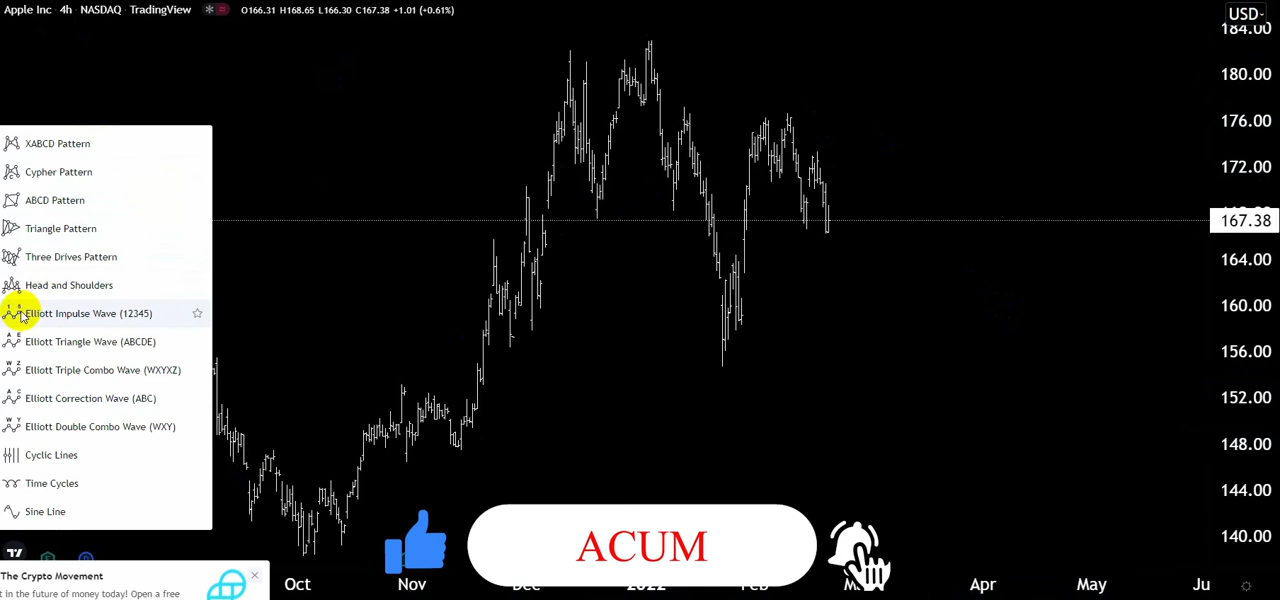 Apple Inc · 4h · NASDAQ · TradingView
O166.31 H168.65 L166.30 C167.38 +1.01 (+0.61%)
USD
184.00
180.00
176.00
172.00
167.38
164.00
160.00
156.00
152.00
148.00
144.00
140.00
XABCD Pattern
Cypher Pattern
ABCD Pattern
Triangle Pattern
Three Drives Pattern
Head and Shoulders
1 5
Elliott Impulse Wave (12345)
A E
Elliott Triangle Wave (ABCDE)
W Z
Elliott Triple Combo Wave (WXYXZ)
A C
Elliott Correction Wave (ABC)
W Y
Elliott Double Combo Wave (WXY)
Cyclic Lines
Time Cycles
Sine Line
ACUM
The Crypto Movement
t in the future of money today! Open a free
Oct Nov Dec 2022 Feb Apr May Ju